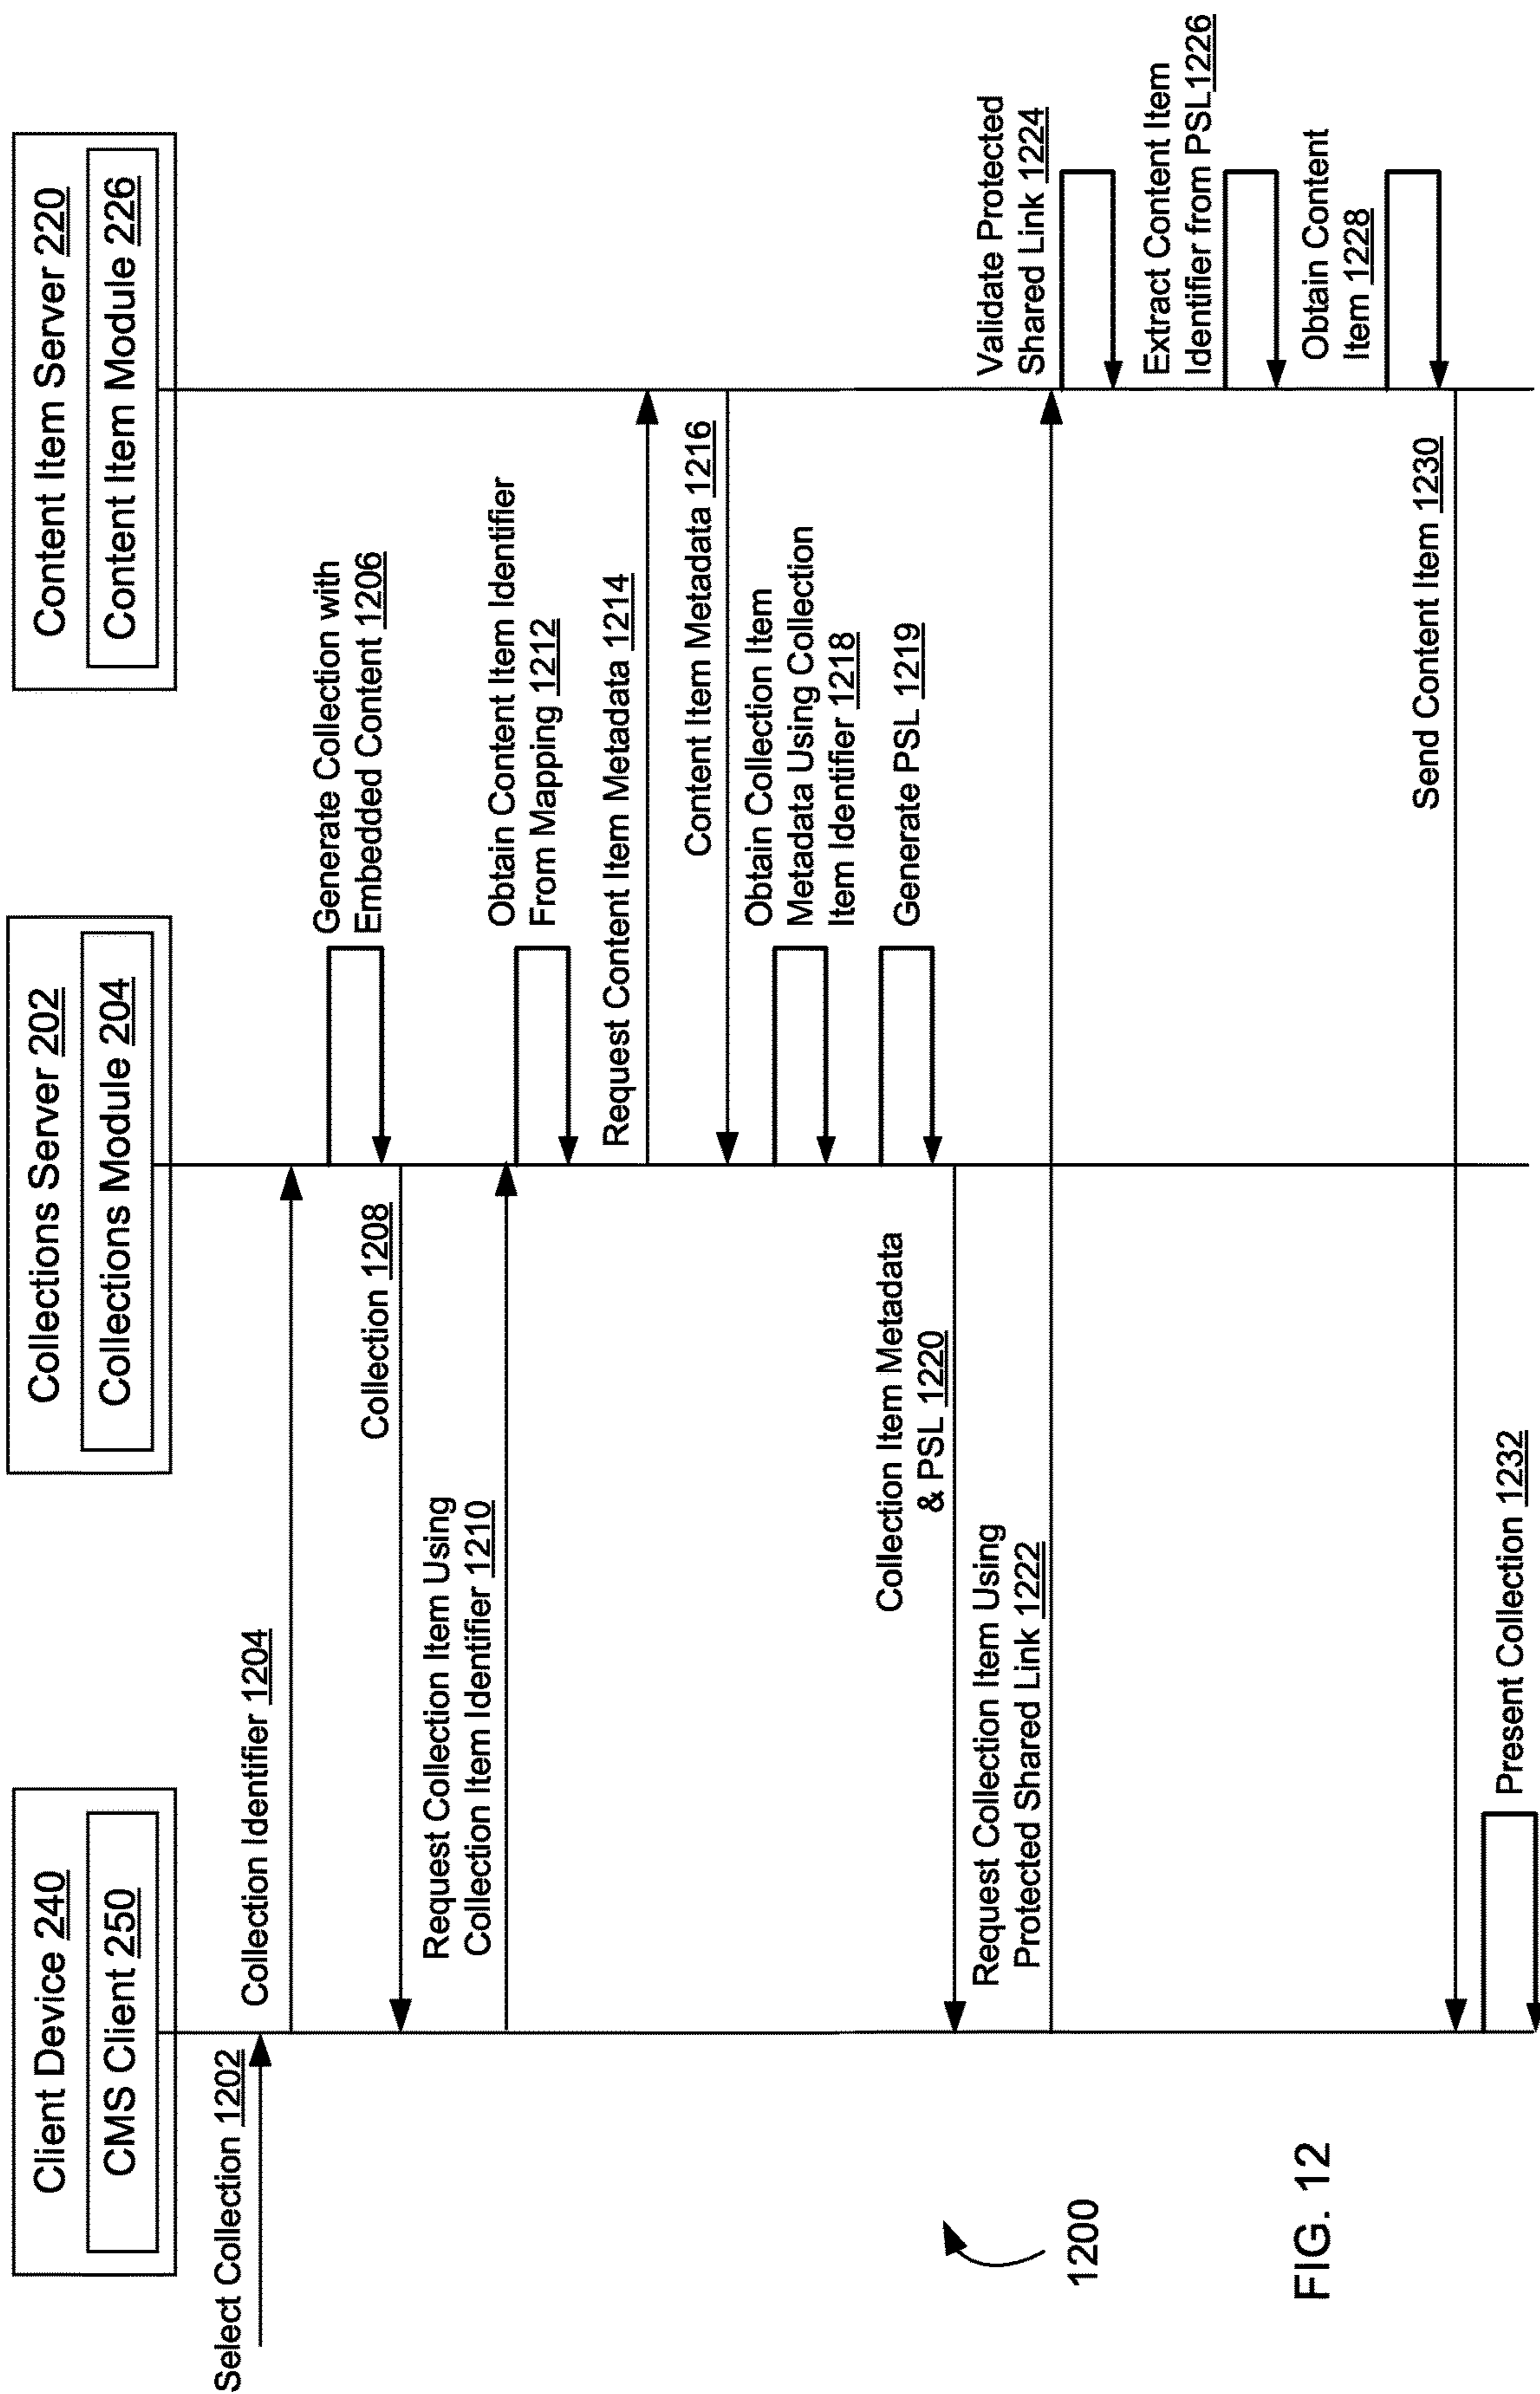 Client Device 240
CMS Client 250
Collections Server 202
Collections Module 204
Content Item Server 220
Content Item Module 226
Select Collection 1202
Collection Identifier 1204
Generate Collection with
Embedded Content 1206
Collection 1208
Request Collection Item Using
Collection Item Identifier 1210
Obtain Content Item Identifier
From Mapping 1212
Request Content Item Metadata 1214
Content Item Metadata 1216
Obtain Collection Item
Metadata Using Collection
Item Identifier 1218
Generate PSL 1219
Collection Item Metadata
& PSL 1220
Request Collection Item Using
Protected Shared Link 1222
Validate Protected
Shared Link 1224
Extract Content Item
Identifier from PSL1226
Obtain Content
Item 1228
Send Content Item 1230
Present Collection 1232
1200
FIG. 12